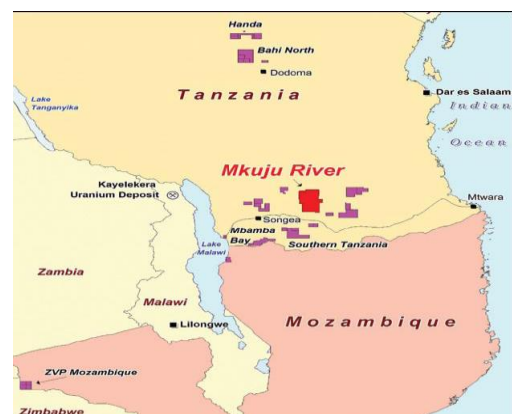 Handa
Bahi North
Dodoma
Tanzania
Dar es Salaam
Indian
Ocean
Lake
Tanganyika
Mkuju River
Kayelekera
Uranium Deposit
Mtwara
Songea
Mbamba
Bay
Southern Tanzania
Lake
Malawi
Zambia
Malawi
Lilongwe
Mozambique
ZVP Mozambique
Zimbabwe